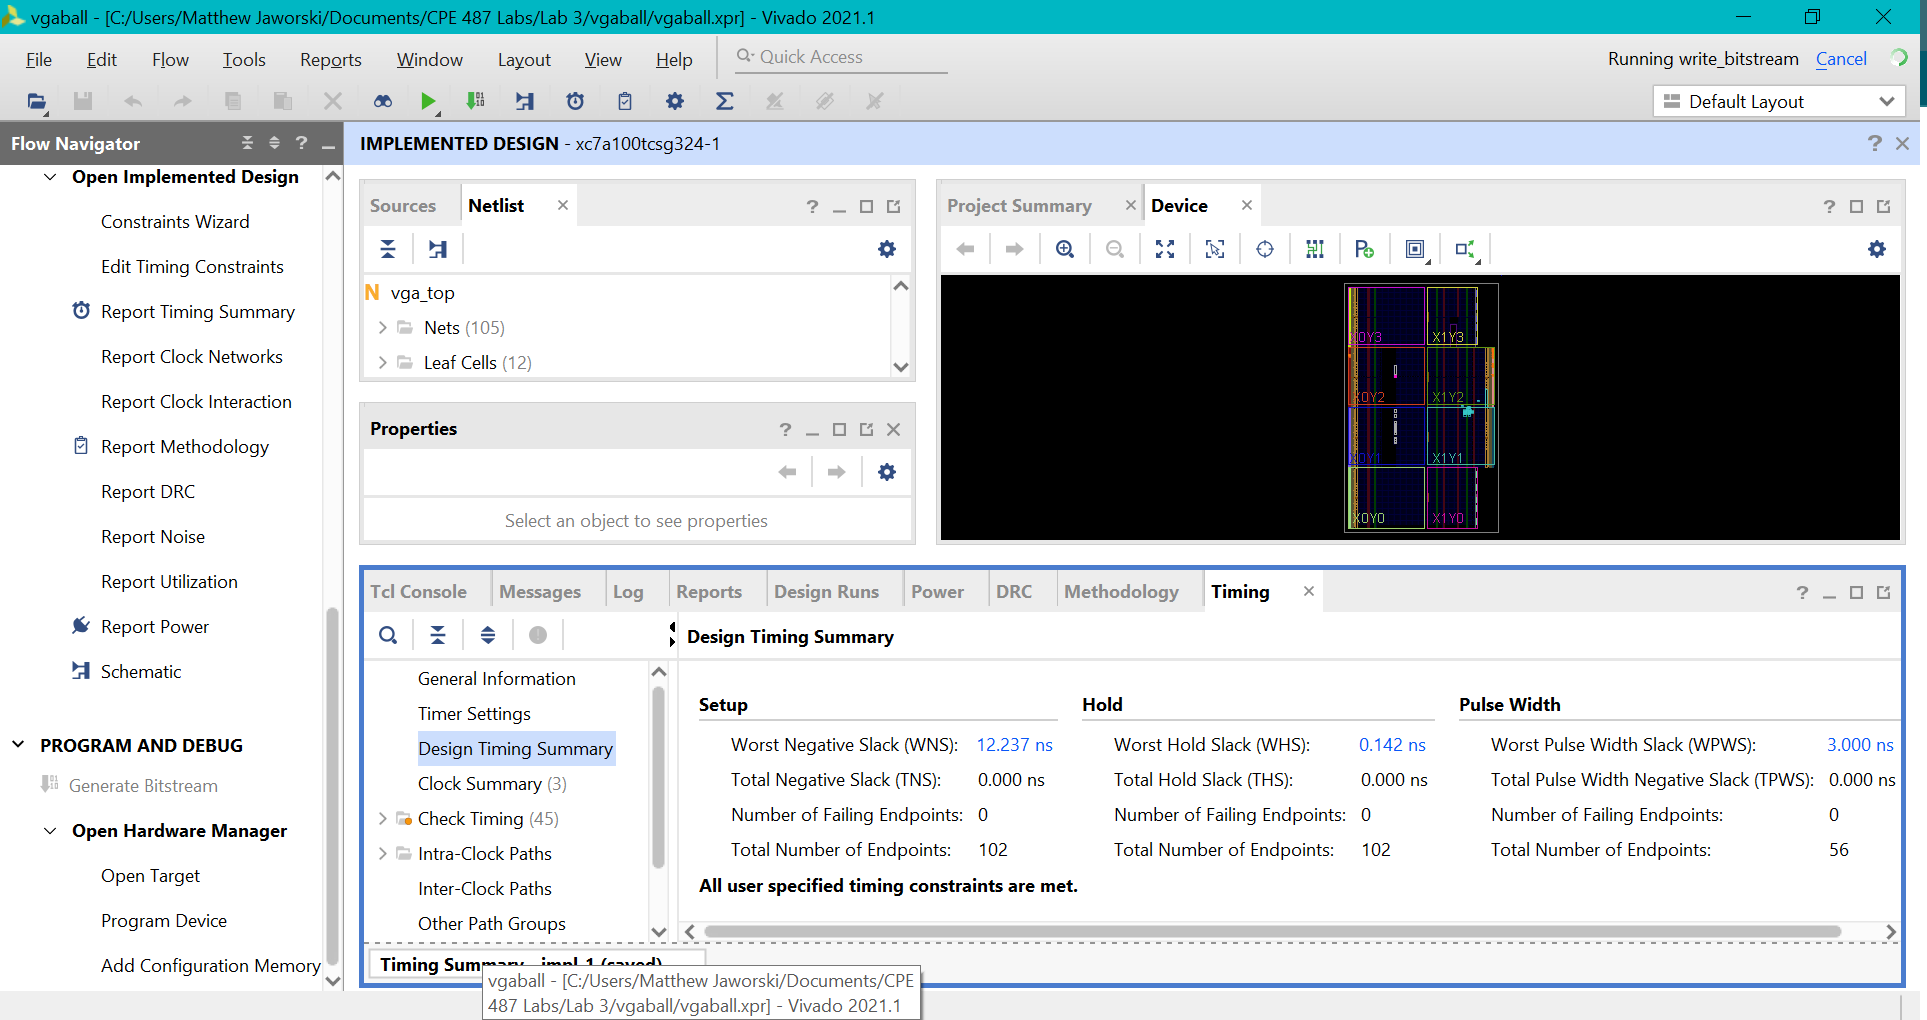 vgaball - [C:/Users/Matthew Jaworski/Documents/CPE 487 Labs/Lab 3/vgaball/vgaball.xpr] - Vivado 2021.1
File Edit Flow Tools Reports Window Layout View Help Quick Access
Running write_bitstream Cancel
Default Layout
Flow Navigator
IMPLEMENTED DESIGN - xc7a100tcsg324-1
Open Implemented Design
Constraints Wizard
Edit Timing Constraints
Report Timing Summary
Report Clock Networks
Report Clock Interaction
Report Methodology
Report DRC
Report Noise
Report Utilization
Report Power
Schematic
PROGRAM AND DEBUG
Generate Bitstream
Open Hardware Manager
Open Target
Program Device
Add Configuration Memory
Sources Netlist
N vga_top
Nets (105)
Leaf Cells (12)
Properties
Select an object to see properties
Project Summary Device
X0Y3 X1Y3
X0Y2 X1Y2
X0Y1 X1Y1
X0Y0 X1Y0
Tcl Console Messages Log Reports Design Runs Power DRC Methodology Timing
Design Timing Summary
General Information
Timer Settings
Design Timing Summary
Clock Summary (3)
Check Timing (45)
Intra-Clock Paths
Inter-Clock Paths
Other Path Groups
Setup
Worst Negative Slack (WNS): 12.237 ns
Total Negative Slack (TNS): 0.000 ns
Number of Failing Endpoints: 0
Total Number of Endpoints: 102
Hold
Worst Hold Slack (WHS): 0.142 ns
Total Hold Slack (THS): 0.000 ns
Number of Failing Endpoints: 0
Total Number of Endpoints: 102
Pulse Width
Worst Pulse Width Slack (WPWS): 3.000 ns
Total Pulse Width Negative Slack (TPWS): 0.000 ns
Number of Failing Endpoints: 0
Total Number of Endpoints: 56
All user specified timing constraints are met.
Timing Summary - impl_1 (saved)
vgaball - [C:/Users/Matthew Jaworski/Documents/CPE
487 Labs/Lab 3/vgaball/vgaball.xpr] - Vivado 2021.1